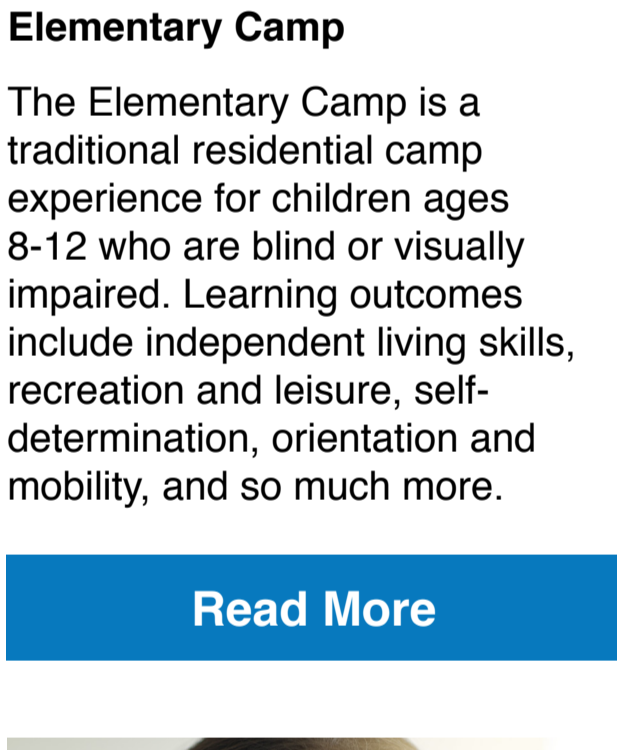 Elementary Camp
The Elementary Camp is a
traditional residential camp
experience for children ages
8-12 who are blind or visually
impaired. Learning outcomes
include independent living skills,
recreation and leisure, self-
determination, orientation and
mobility, and so much more.
Read More